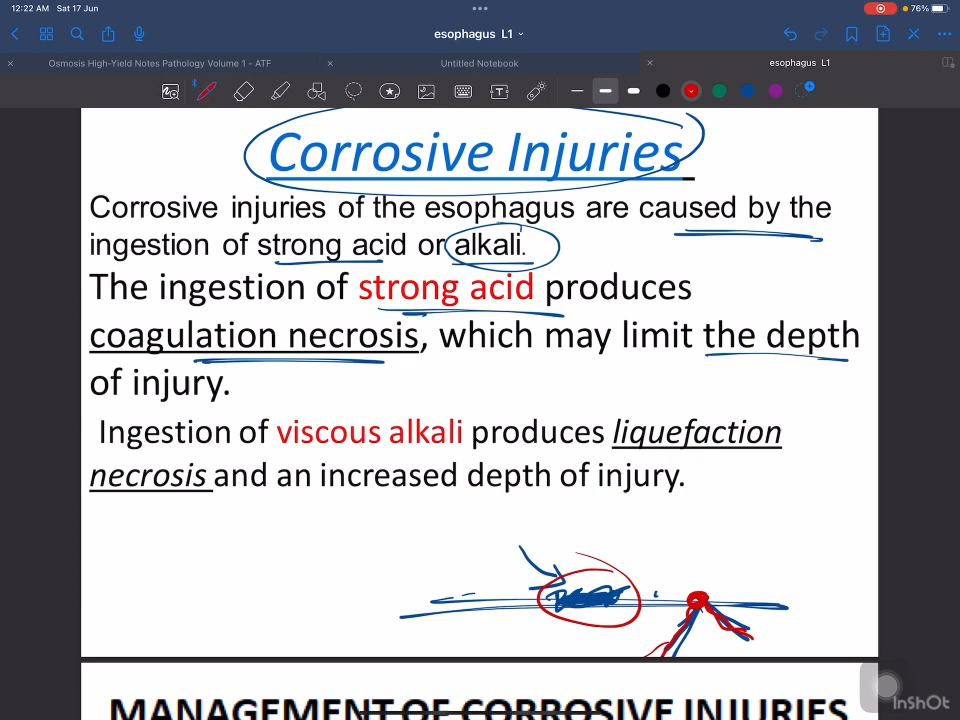 12:22 AM Sat 17 Jun
76%
esophagus L1
Osmosis High-Yield Notes Pathology Volume 1 - ATF
Untitled Notebook
esophagus L1
Corrosive Injuries
Corrosive injuries of the esophagus are caused by the
ingestion of strong acid or alkali.
The ingestion of strong acid produces
coagulation necrosis, which may limit the depth
of injury.
Ingestion of viscous alkali produces liquefaction
necrosis and an increased depth of injury.
MANAGEMENT OF CORROSIVE INJURIES
InShOt